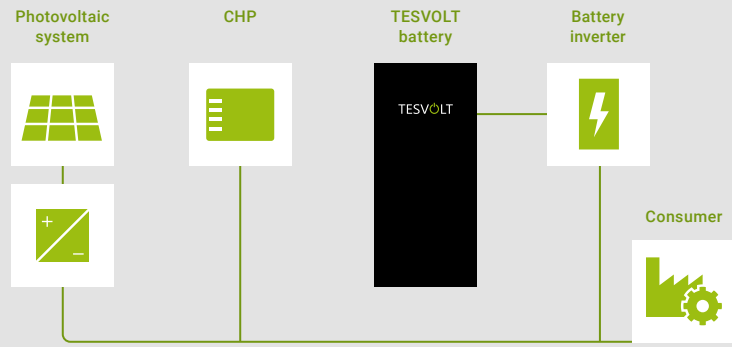 Photovoltaic
system
CHP
TESVOLT
battery
Battery
inverter
TESVOLT
Consumer